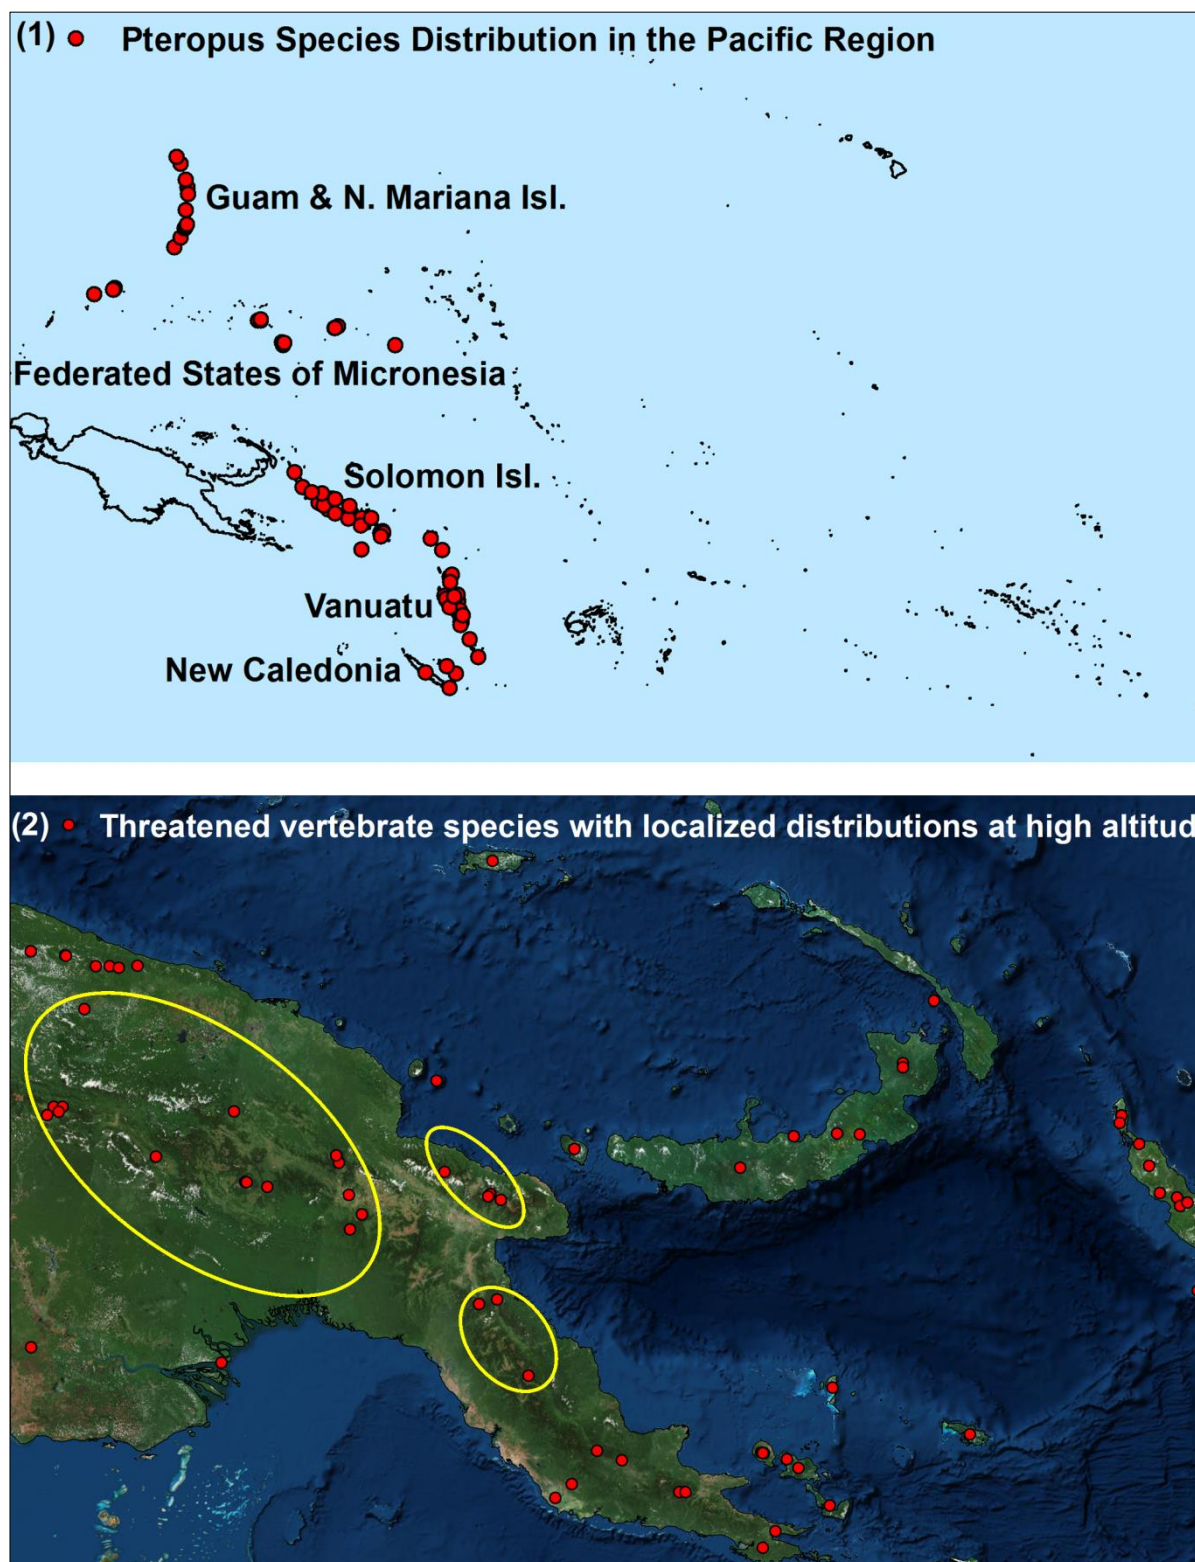 (1) Pteropus Species Distribution in the Pacific Region
Guam & N. Mariana Isl.
Federated States of Micronesia
Solomon Isl.
Vanuatu
New Caledonia
(2) Threatened vertebrate species with localized distributions at high altitud